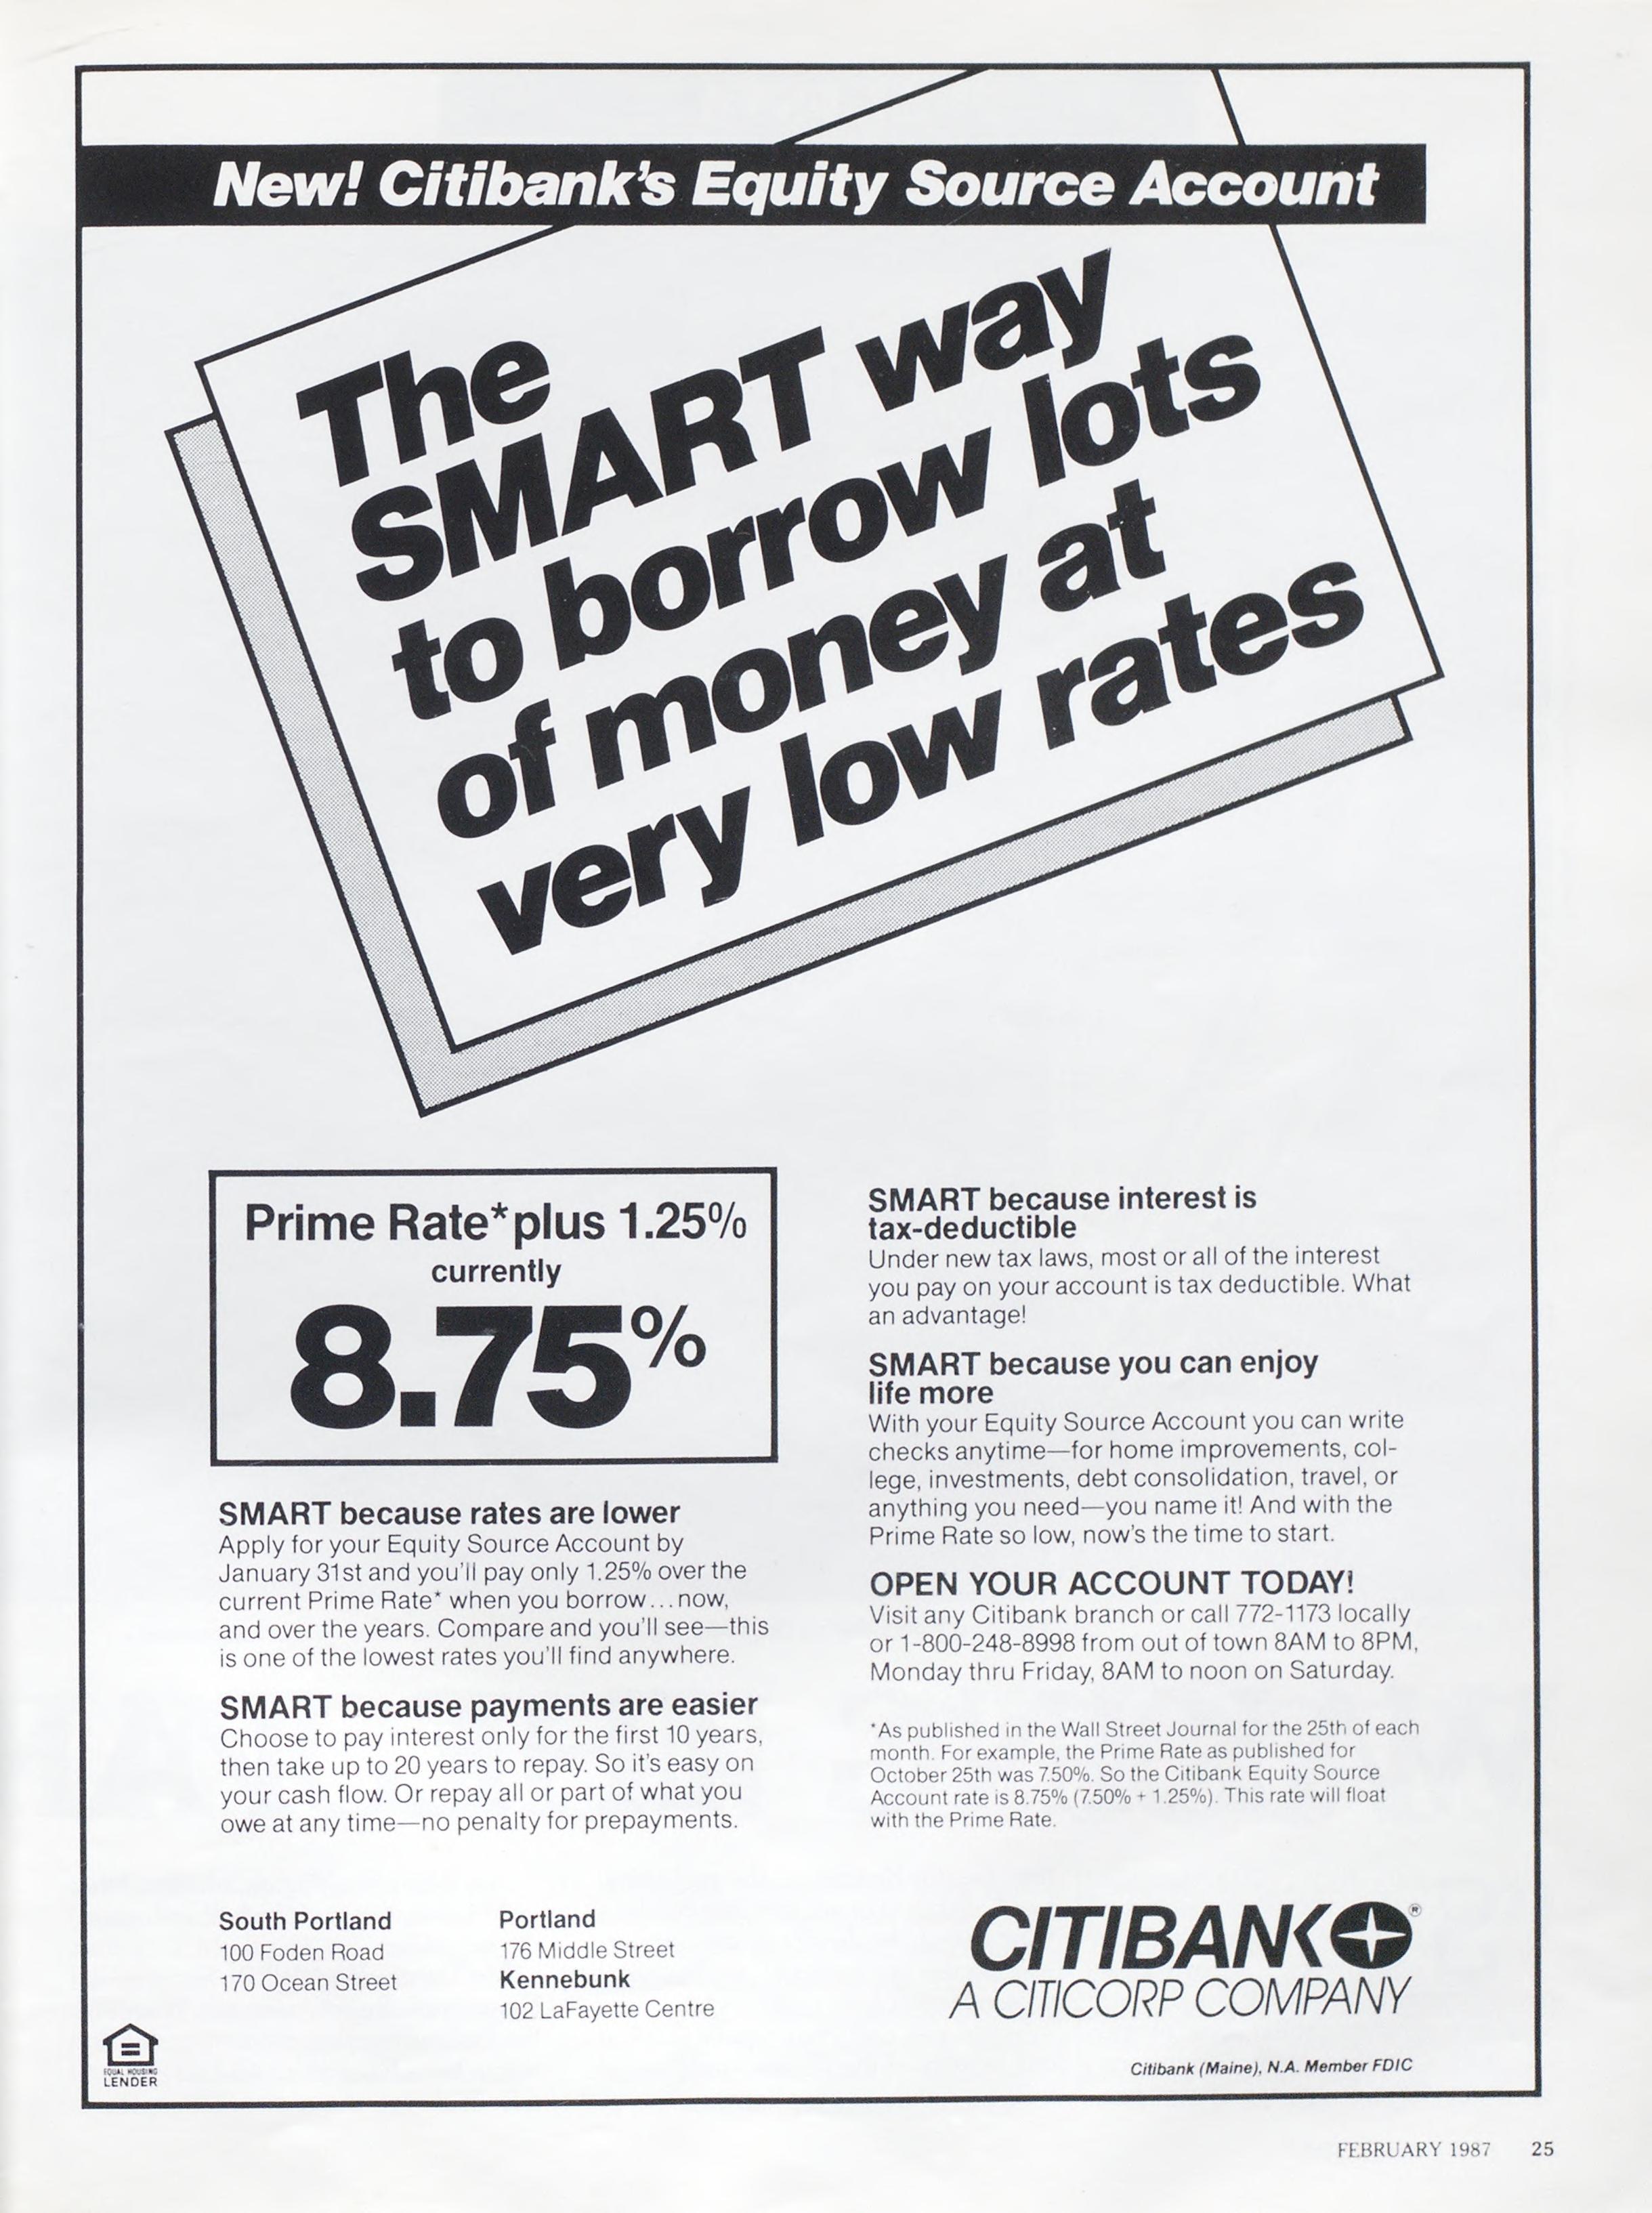 New! Citibank's Equity Source Account
The
SMART way
to borrow lots
of money at
very low rates
Prime Rate* plus 1.25%
currently
8.75%
SMART because rates are lower
Apply for your Equity Source Account by
January 31st and you'll pay only 1.25% over the
current Prime Rate* when you borrow...now,
and over the years. Compare and you'll see—this
is one of the lowest rates you'll find anywhere.
SMART because payments are easier
Choose to pay interest only for the first 10 years,
then take up to 20 years to repay. So it's easy on
your cash flow. Or repay all or part of what you
owe at any time—no penalty for prepayments.
SMART because interest is
tax-deductible
Under new tax laws, most or all of the interest
you pay on your account is tax deductible. What
an advantage!
SMART because you can enjoy
life more
With your Equity Source Account you can write
checks anytime—for home improvements, col-
lege, investments, debt consolidation, travel, or
anything you need—you name it! And with the
Prime Rate so low, now's the time to start.
OPEN YOUR ACCOUNT TODAY!
Visit any Citibank branch or call 772-1173 locally
or 1-800-248-8998 from out of town 8AM to 8PM,
Monday thru Friday, 8AM to noon on Saturday.
*As published in the Wall Street Journal for the 25th of each
month. For example, the Prime Rate as published for
October 25th was 7.50%. So the Citibank Equity Source
Account rate is 8.75% (7.50% + 1.25%). This rate will float
with the Prime Rate.
South Portland
100 Foden Road
170 Ocean Street
Portland
176 Middle Street
Kennebunk
102 LaFayette Centre
CITIBANK®
A CITICORP COMPANY
EQUAL HOUSING
LENDER
Citibank (Maine), N.A. Member FDIC
FEBRUARY 1987 25